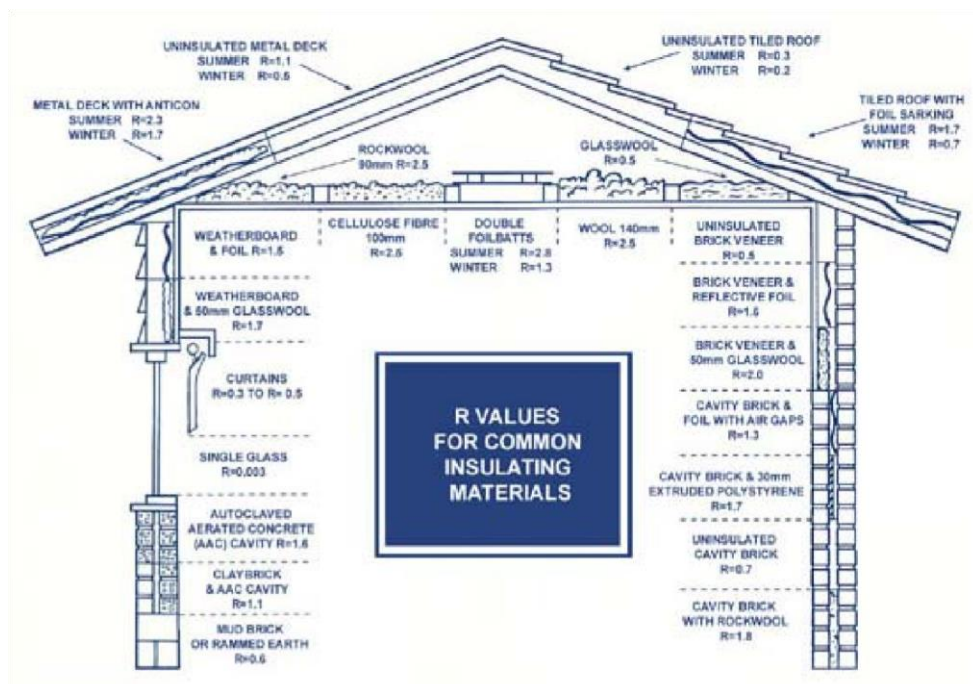 UNINSULATED METAL DECK
SUMMER R=1.1
WINTER R=0.5
UNINSULATED TILED ROOF
SUMMER R=0.3
WINTER R=0.2
METAL DECK WITH ANTICON
SUMMER R=2.3
WINTER R=1.7
TILED ROOF WITH
FOIL SARKING
SUMMER R=1.7
WINTER R=0.7
ROCKWOOL
90mm R=2.5
GLASSWOOL
R=0.5
WEATHERBOARD
& FOIL R=1.5
CELLULOSE FIBRE
100mm
R=2.5
DOUBLE
FOILBATTS
SUMMER R=2.8
WINTER R=1.3
WOOL 140mm
R=2.5
UNINSULATED
BRICK VENEER
R=0.5
WEATHERBOARD
& 50mm GLASSWOOL
R=1.7
CURTAINS
R=0.3 TO R= 0.5
SINGLE GLASS
R=0.003
AUTOCLAVED
AERATED CONCRETE
(AAC) CAVITY R=1.6
CLAY BRICK
& AAC CAVITY
R=1.1
MUD BRICK
OR RAMMED EARTH
R=0.6
R VALUES
FOR COMMON
INSULATING
MATERIALS
BRICK VENEER &
REFLECTIVE FOIL
R=1.6
BRICK VENEER &
50mm GLASSWOOL
R=2.0
CAVITY BRICK &
FOIL WITH AIR GAPS
R=1.3
CAVITY BRICK & 30mm
EXTRUDED POLYSTYRENE
R=1.7
UNINSULATED
CAVITY BRICK
R=0.7
CAVITY BRICK
WITH ROCKWOOL
R=1.8